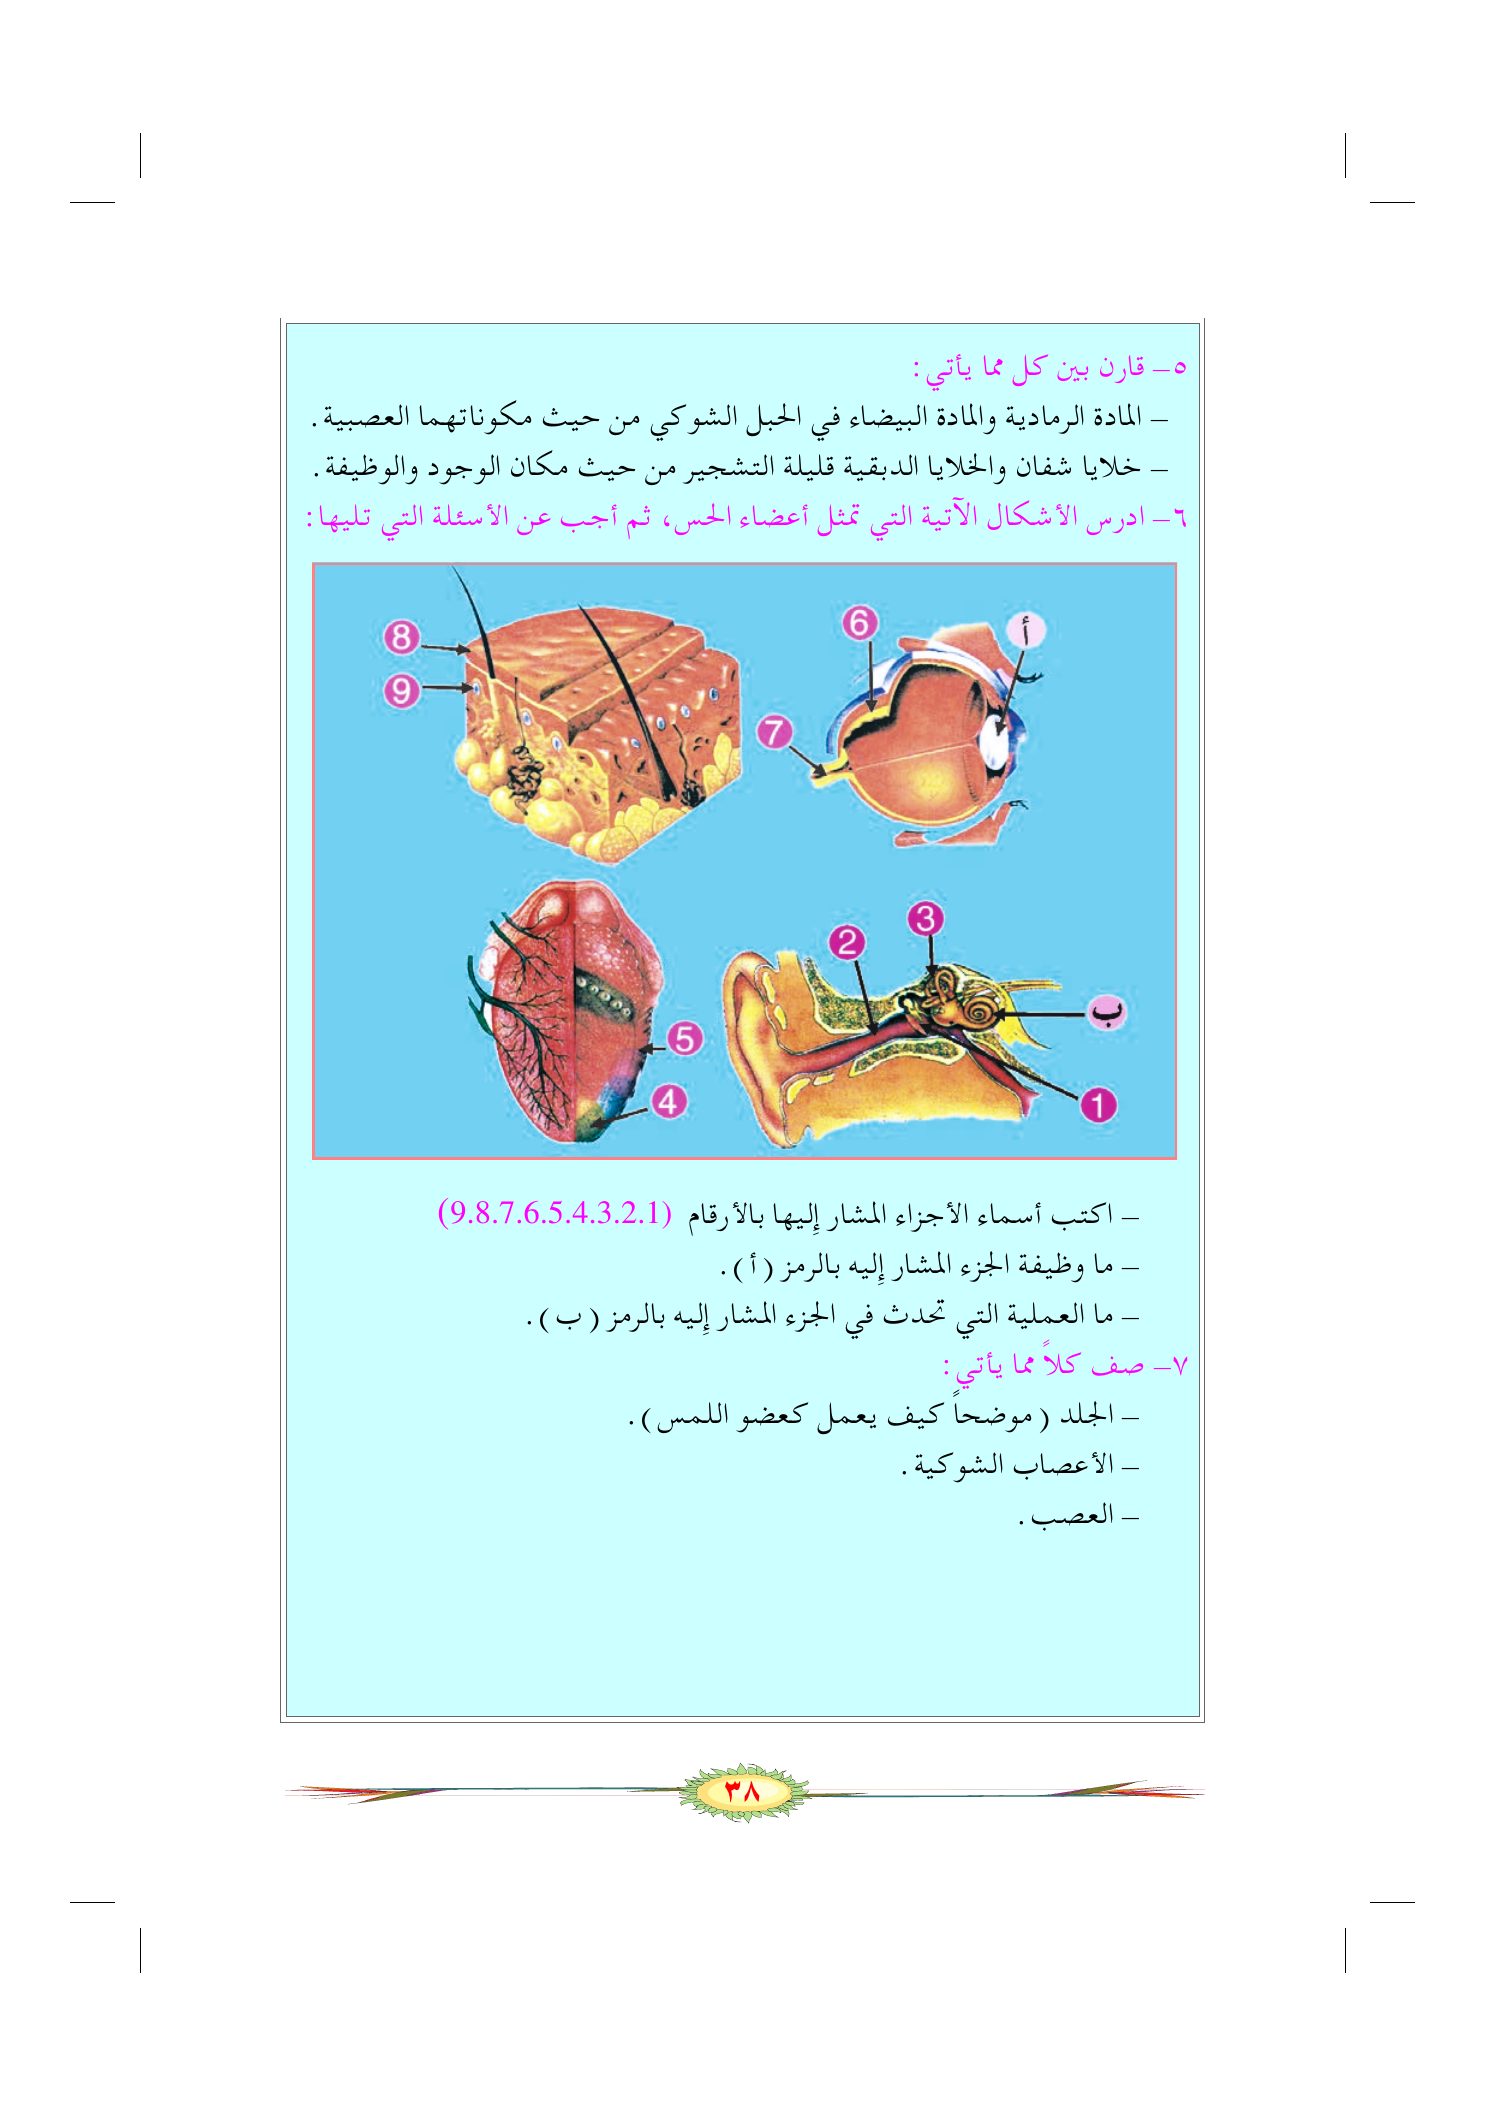 ٥– قارن بين كل مما يأتي:
– المادة الرمادية والمادة البيضاء في الحبل الشوكي من حيث مكوناتهما العصبية.
– خلايا شفان والخلايا الدبقية قليلة التشجير من حيث مكان الوجود والوظيفة.
٦– ادرس الأشكال الآتية التي تمثل أعضاء الحس، ثم أجب عن الأسئلة التي تليها:
أ
6
8
9
7
3
2
ب
5
4
1
– اكتب أسماء الأجزاء المشار إِليها بالأرقام (9.8.7.6.5.4.3.2.1)
– ما وظيفة الجزء المشار إِليه بالرمز (أ).
– ما العملية التي تحدث في الجزء المشار إِليه بالرمز (ب).
٧– صف كلاً مما يأتي:
– الجلد (موضحاً كيف يعمل كعضو اللمس).
– الأعصاب الشوكية.
– العصب.
٣٨